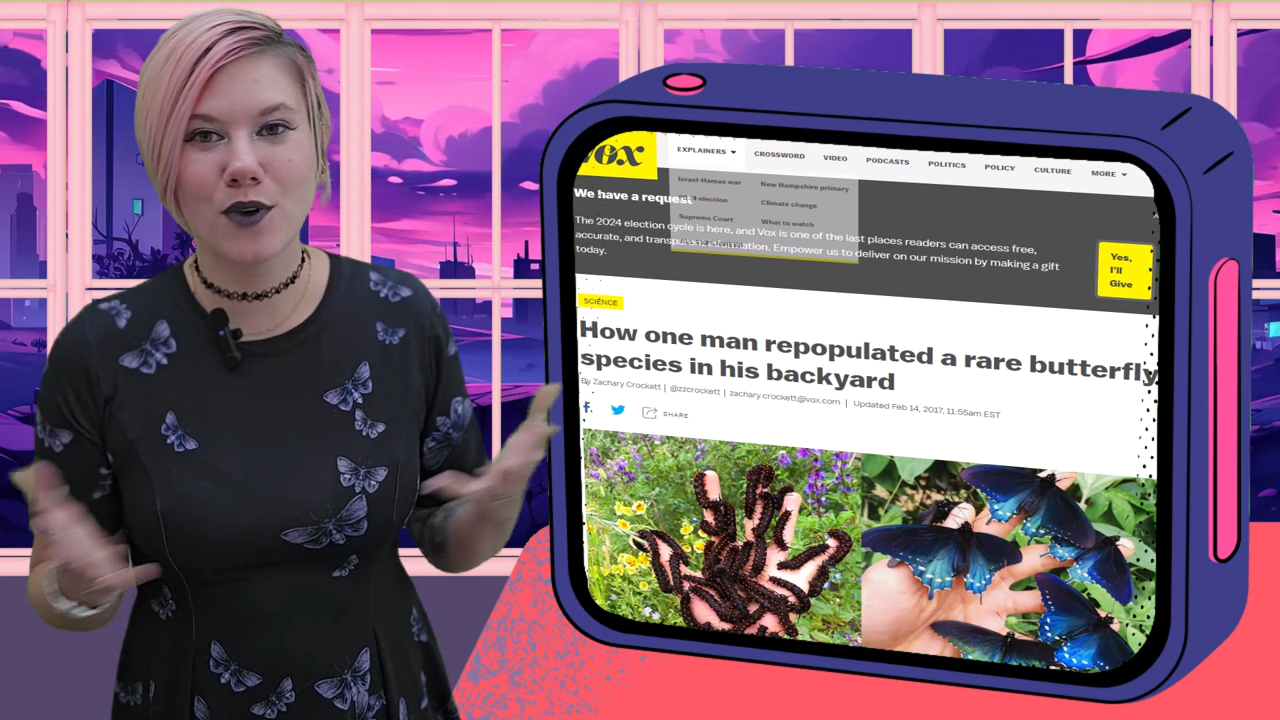 Vox
EXPLAINERS CROSSWORD VIDEO PODCASTS POLITICS POLICY CULTURE MORE
Israel-Hamas war New Hampshire primary
election Climate change
Supreme Court What to watch
We have a request
The 2024 election cycle is here, and Vox is one of the last places readers can access free,
accurate, and transparent information. Empower us to deliver on our mission by making a gift
today.
Yes,
I'll
Give
SCIENCE
How one man repopulated a rare butterfly
species in his backyard
By Zachary Crockett | @zzcrockett | zachary.crockett@vox.com | Updated Feb 14, 2017, 11:55am EST
SHARE